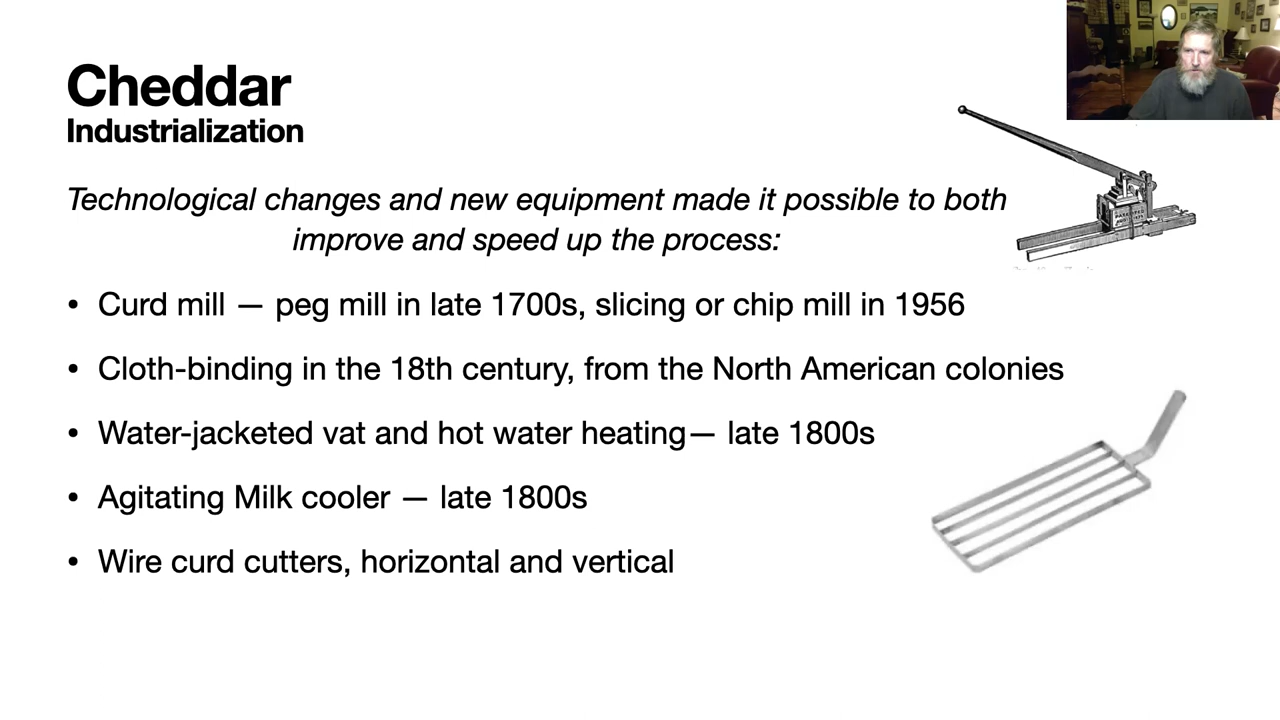 Cheddar
Industrialization
Technological changes and new equipment made it possible to both
improve and speed up the process:
• Curd mill — peg mill in late 1700s, slicing or chip mill in 1956
• Cloth-binding in the 18th century, from the North American colonies
• Water-jacketed vat and hot water heating— late 1800s
• Agitating Milk cooler — late 1800s
• Wire curd cutters, horizontal and vertical